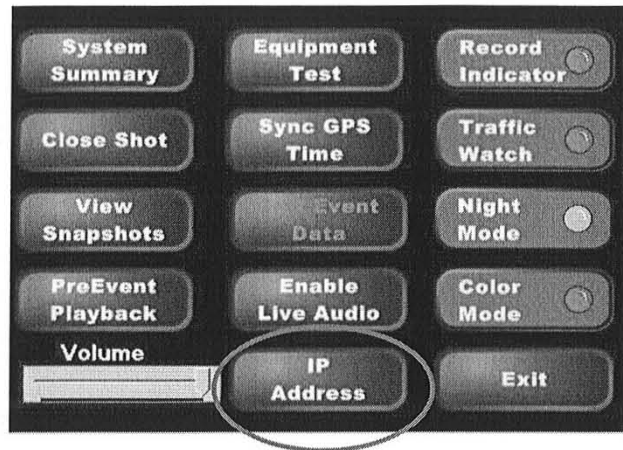 System
Summary
Equipment
Test
Record
Indicator
Close Shot
Sync GPS
Time
Traffic
Watch
View
Snapshots
Event
Data
Night
Mode
PreEvent
Playback
Enable
Live Audio
Color
Mode
Volume
IP
Address
Exit